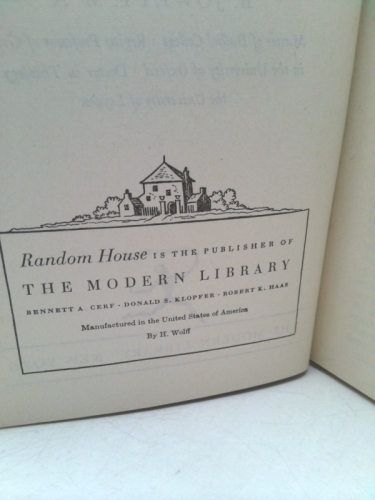 Random House IS THE PUBLISHER OF
THE MODERN LIBRARY
BENNETT A. CERF · DONALD S. KLOPFER · ROBERT K. HAAS
Manufactured in the United States of America
By H. Wolff